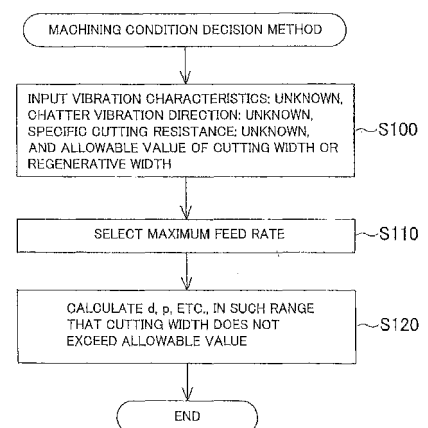 MACHINING CONDITION DECISION METHOD
INPUT VIBRATION CHARACTERISTICS: UNKNOWN,
CHATTER VIBRATION DIRECTION: UNKNOWN,
SPECIFIC CUTTING RESISTANCE: UNKNOWN,
AND ALLOWABLE VALUE OF CUTTING WIDTH OR
REGENERATIVE WIDTH
S100
SELECT MAXIMUM FEED RATE
S110
CALCULATE d, p, ETC., IN SUCH RANGE
THAT CUTTING WIDTH DOES NOT
EXCEED ALLOWABLE VALUE
S120
END